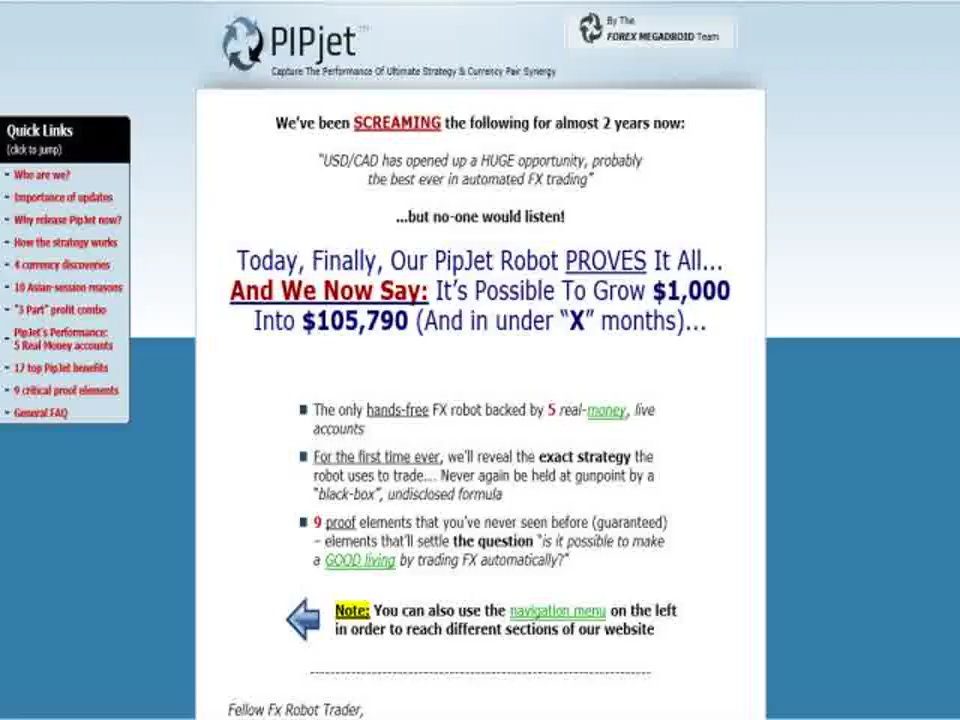 PIPjet™
Capture The Performance Of Ultimate Strategy & Currency Pair Synergy
By The
FOREX MEGADROID Team
Quick Links
(click to jump)
- Who are we?
- Importance of updates
- Why release PipJet now?
- How the strategy works
- 4 currency discoveries
- 10 Asian-session reasons
- "3 Part" profit combo
- PipJet's Performance:
5 Real Money accounts
- 17 top PipJet benefits
- 9 critical proof elements
- General FAQ
We've been SCREAMING the following for almost 2 years now:
"USD/CAD has opened up a HUGE opportunity, probably
the best ever in automated FX trading"
...but no-one would listen!
Today, Finally, Our PipJet Robot PROVES It All...
And We Now Say: It's Possible To Grow $1,000
Into $105,790 (And in under "X" months)...
The only hands-free FX robot backed by 5 real-money, live
accounts
For the first time ever, we'll reveal the exact strategy the
robot uses to trade.... Never again be held at gunpoint by a
"black-box", undisclosed formula
9 proof elements that you've never seen before (guaranteed)
– elements that'll settle the question "is it possible to make
a GOOD living by trading FX automatically?"
Note: You can also use the navigation menu on the left
in order to reach different sections of our website
Fellow Fx Robot Trader,